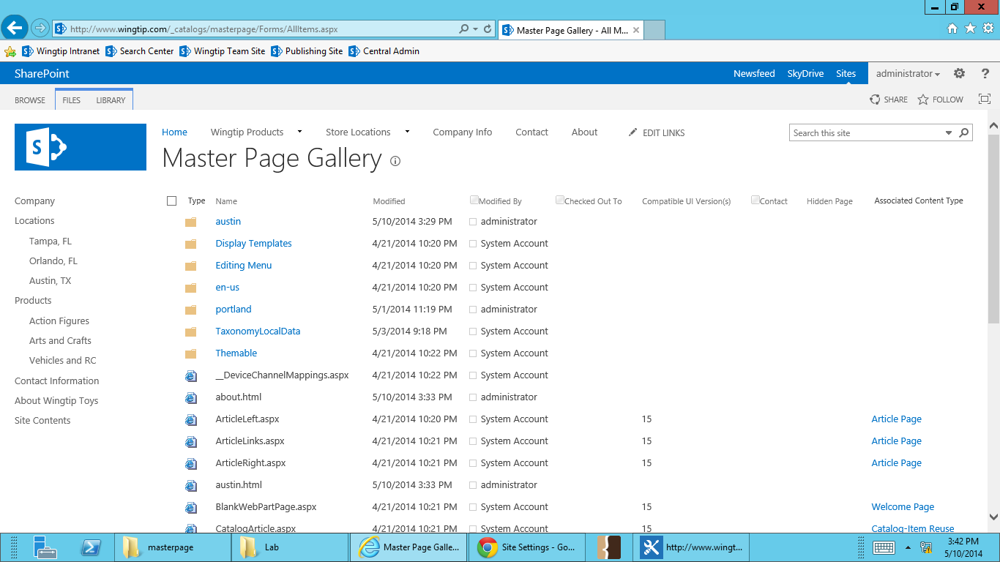 http://www.wingtip.com/_catalogs/masterpage/Forms/AllItems.aspx
Master Page Gallery - All M...
Wingtip Intranet Search Center Wingtip Team Site Publishing Site Central Admin
SharePoint Newsfeed SkyDrive Sites administrator ?
BROWSE FILES LIBRARY SHARE FOLLOW
S
Home Wingtip Products Store Locations Company Info Contact About EDIT LINKS Search this site
Master Page Gallery
Company
Locations
Tampa, FL
Orlando, FL
Austin, TX
Products
Action Figures
Arts and Crafts
Vehicles and RC
Contact Information
About Wingtip Toys
Site Contents
Type Name Modified Modified By Checked Out To Compatible UI Version(s) Contact Hidden Page Associated Content Type
austin 5/10/2014 3:29 PM administrator
Display Templates 4/21/2014 10:20 PM System Account
Editing Menu 4/21/2014 10:20 PM System Account
en-us 4/21/2014 10:20 PM System Account
portland 5/1/2014 11:19 PM administrator
TaxonomyLocalData 5/3/2014 9:18 PM System Account
Themable 4/21/2014 10:22 PM System Account
__DeviceChannelMappings.aspx 4/21/2014 10:22 PM System Account
about.html 5/10/2014 3:33 PM administrator
ArticleLeft.aspx 4/21/2014 10:20 PM System Account 15 Article Page
ArticleLinks.aspx 4/21/2014 10:21 PM System Account 15 Article Page
ArticleRight.aspx 4/21/2014 10:21 PM System Account 15 Article Page
austin.html 5/10/2014 3:33 PM administrator
BlankWebPartPage.aspx 4/21/2014 10:21 PM System Account 15 Welcome Page
CatalogArticle.aspx 4/21/2014 10:21 PM System Account 15 Catalog-Item Reuse
masterpage Lab Master Page Galle... Site Settings - Go... http://www.wingt...
3:42 PM
5/10/2014